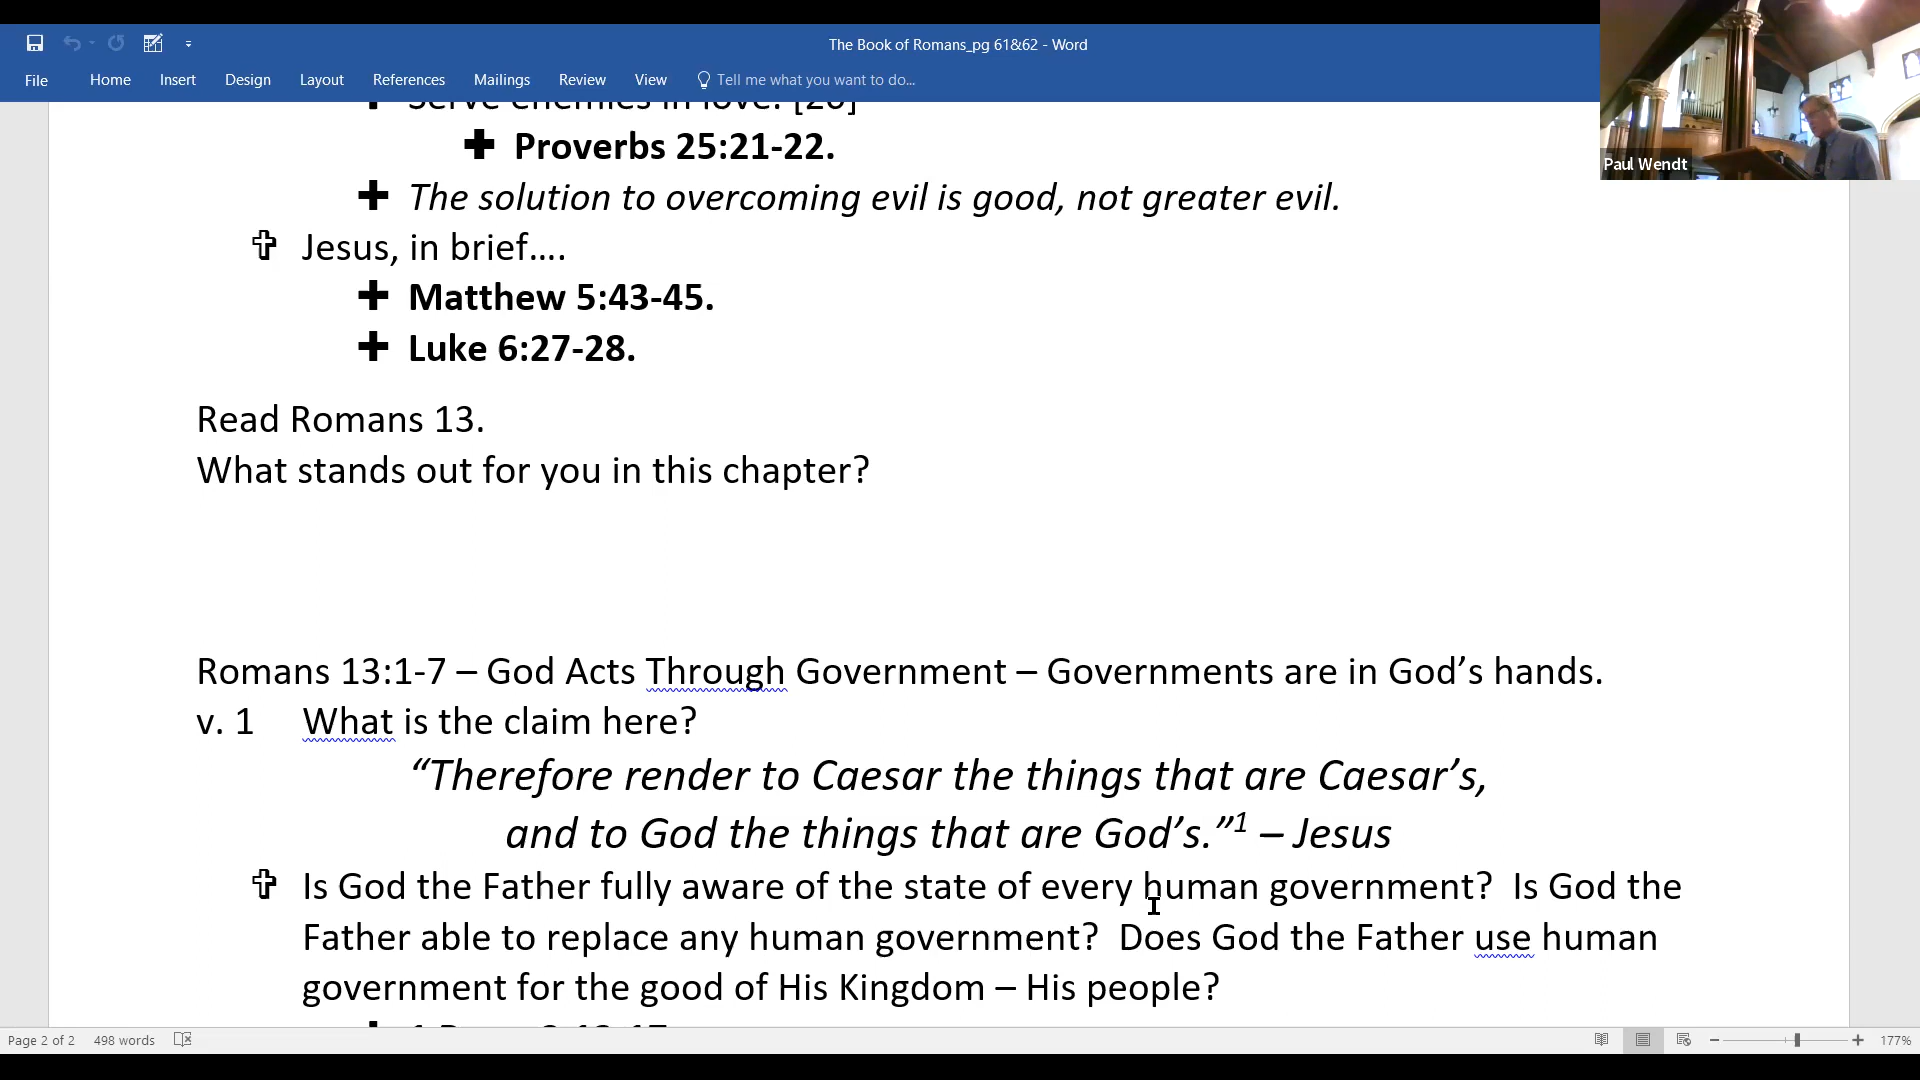 The Book of Romans_pg 61&62 - Word
File Home Insert Design Layout References Mailings Review View Tell me what you want to do...
Paul Wendt
Serve enemies in love. [20]
Proverbs 25:21-22.
The solution to overcoming evil is good, not greater evil.
Jesus, in brief….
Matthew 5:43-45.
Luke 6:27-28.
Read Romans 13.
What stands out for you in this chapter?
Romans 13:1-7 – God Acts Through Government – Governments are in God’s hands.
v. 1 What is the claim here?
“Therefore render to Caesar the things that are Caesar’s,
and to God the things that are God’s.”1 – Jesus
Is God the Father fully aware of the state of every human government? Is God the
Father able to replace any human government? Does God the Father use human
government for the good of His Kingdom – His people?
Page 2 of 2 498 words 177%